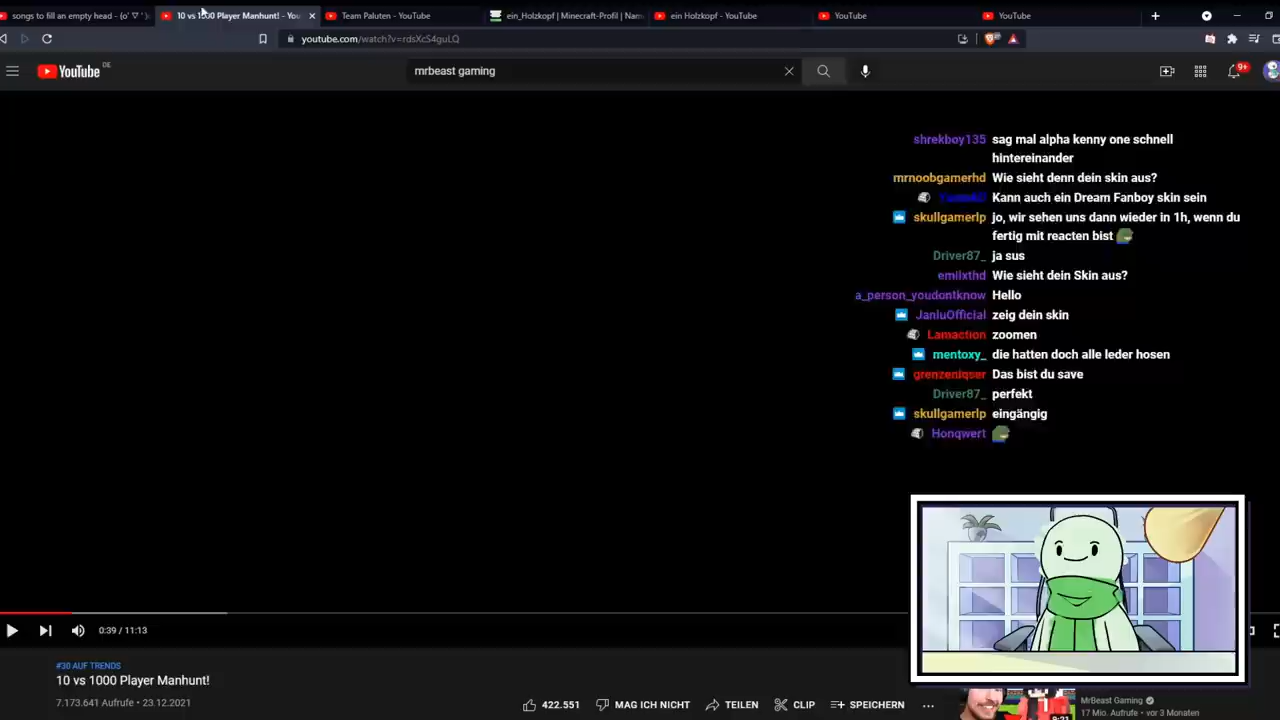 songs to fill an empty head - (o' ∇ '
10 vs 1000 Player Manhunt! - You
Team Paluten - YouTube
ein_Holzkopf | Minecraft-Profil | Nam
ein Holzkopf - YouTube
YouTube
YouTube
youtube.com/watch?v=rdsXcS4guLQ
YouTube DE
mrbeast gaming
9+
shrekboy135 sag mal alpha kenny one schnell
hintereinander
mrnoobgamerhd Wie sieht denn dein skin aus?
Kann auch ein Dream Fanboy skin sein
skullgamerlp jo, wir sehen uns dann wieder in 1h, wenn du
fertig mit reacten bist
Driver87_ ja sus
emilxthd Wie sieht dein Skin aus?
a_person_youdontknow Hello
JanluOfficial zeig dein skin
Lamaction zoomen
mentoxy_ die hatten doch alle leder hosen
grenzeniqser Das bist du save
Driver87_ perfekt
skullgamerlp eingängig
Honqwert
0:39 / 11:13
#30 AUF TRENDS
10 vs 1000 Player Manhunt!
7.173.641 Aufrufe • 23.12.2021
422.551 MAG ICH NICHT TEILEN CLIP SPEICHERN
9:21
MrBeast Gaming
17 Mio. Aufrufe • vor 3 Monaten